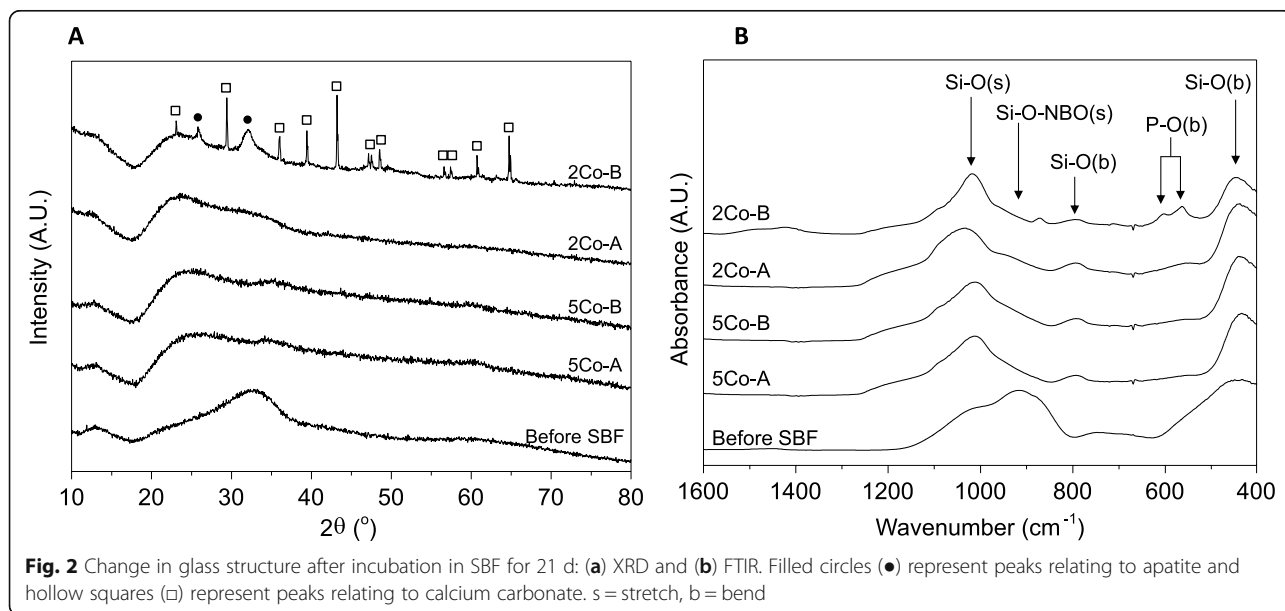 A
Intensity (A.U.)
2Co-B
2Co-A
5Co-B
5Co-A
Before SBF
10 20 30 40 50 60 70 80
2θ (°)
B
Si-O(s)
Si-O-NBO(s)
Si-O(b)
P-O(b)
Si-O(b)
Absorbance (A.U.)
2Co-B
2Co-A
5Co-B
5Co-A
Before SBF
1600 1400 1200 1000 800 600 400
Wavenumber (cm⁻¹)
Fig. 2 Change in glass structure after incubation in SBF for 21 d: (a) XRD and (b) FTIR. Filled circles (●) represent peaks relating to apatite and
hollow squares (□) represent peaks relating to calcium carbonate. s = stretch, b = bend